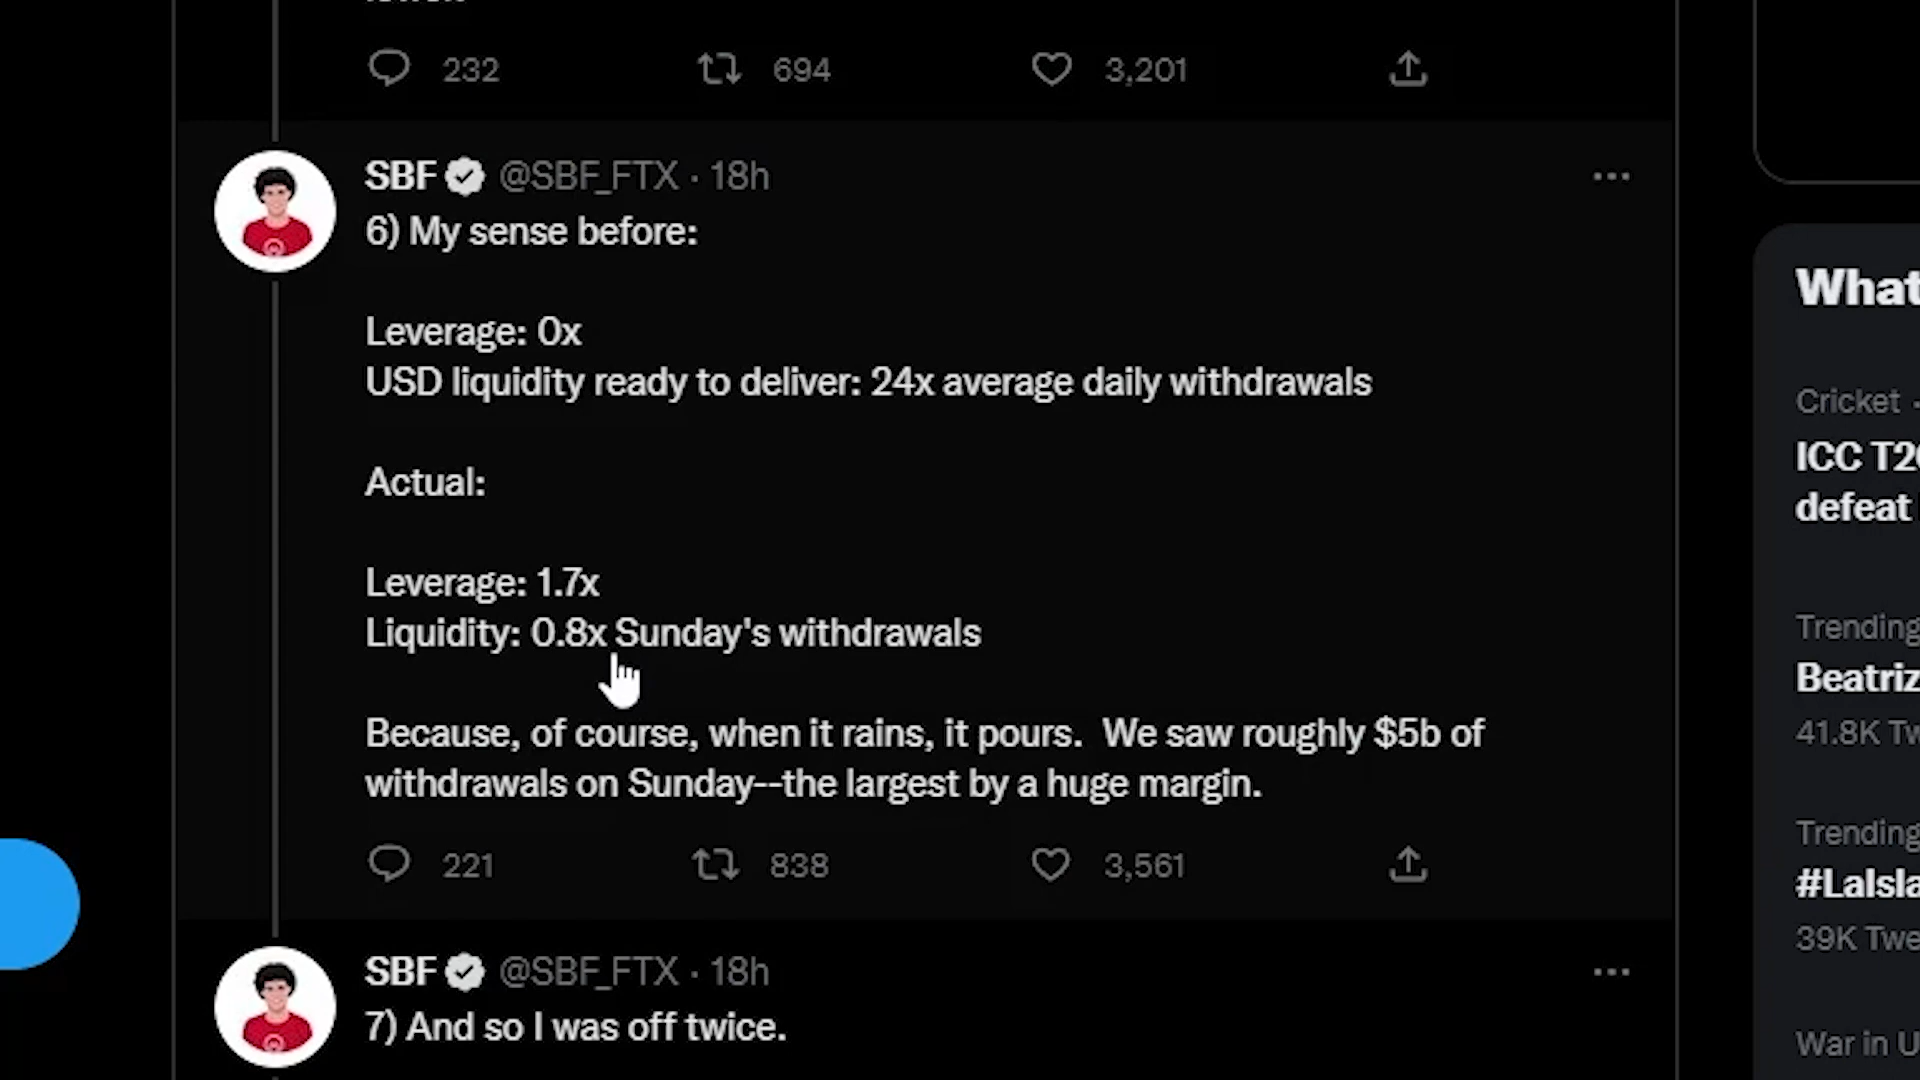 232 694 3,201
SBF @SBF_FTX · 18h
6) My sense before:
Leverage: 0x
USD liquidity ready to deliver: 24x average daily withdrawals
Actual:
Leverage: 1.7x
Liquidity: 0.8x Sunday's withdrawals
Because, of course, when it rains, it pours.  We saw roughly $5b of
withdrawals on Sunday--the largest by a huge margin.
221 838 3,561
SBF @SBF_FTX · 18h
7) And so I was off twice.
What
Cricket ·
ICC T20
defeat
Trending
Beatriz
41.8K Tw
Trending
#LaIsla
39K Twe
War in U